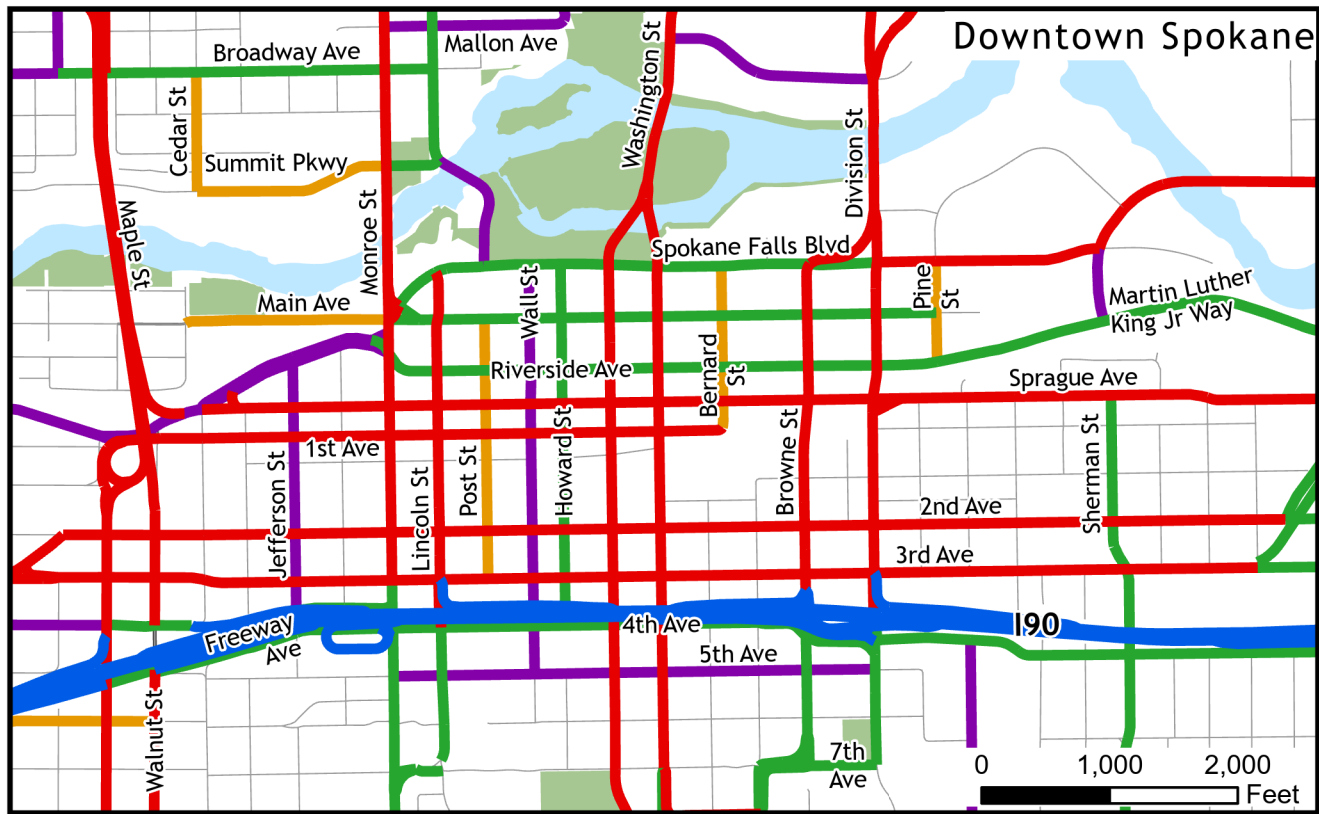 Downtown Spokane
Broadway Ave
Mallon Ave
Washington St
Cedar St
Division St
Summit Pkwy
Maple St
Monroe St
Spokane Falls Blvd
Main Ave
Wall St
Pine
St
Martin Luther
King Jr Way
Riverside Ave
Bernard
St
Sprague Ave
1st Ave
Jefferson St
Lincoln St
Post St
Howard St
Browne St
Sherman St
2nd Ave
3rd Ave
Freeway
Ave
4th Ave
I90
5th Ave
Walnut St
7th
Ave
0 1,000 2,000
Feet